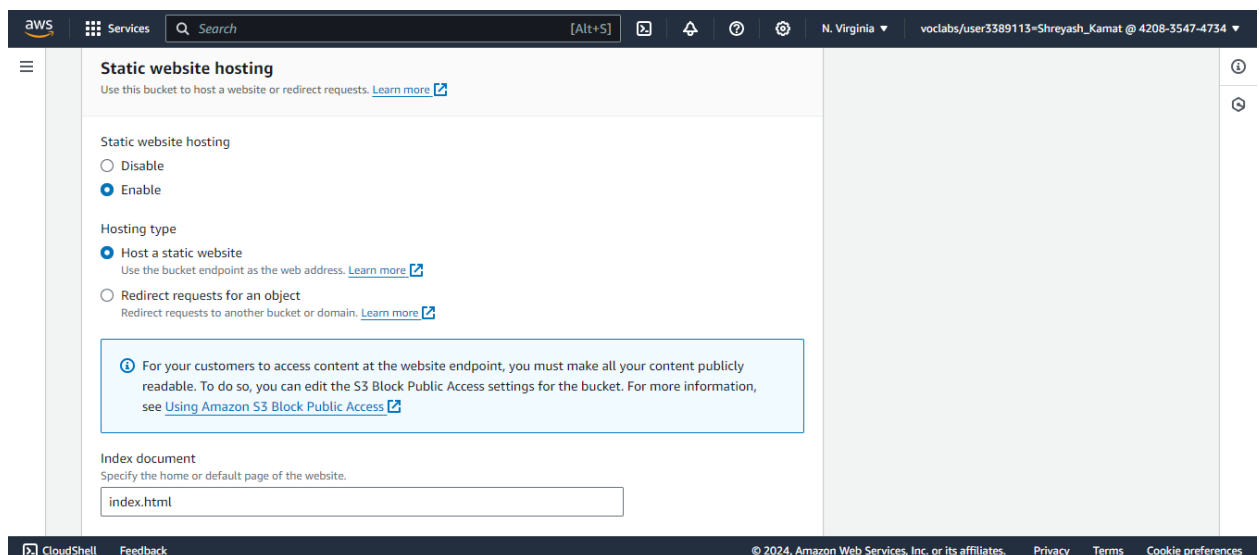 aws Services Search [Alt+S] N. Virginia ▼ voclabs/user3389113=Shreyash_Kamat @ 4208-3547-4734 ▼
Static website hosting
Use this bucket to host a website or redirect requests. Learn more
Static website hosting
Disable
Enable
Hosting type
Host a static website
Use the bucket endpoint as the web address. Learn more
Redirect requests for an object
Redirect requests to another bucket or domain. Learn more
For your customers to access content at the website endpoint, you must make all your content publicly
readable. To do so, you can edit the S3 Block Public Access settings for the bucket. For more information,
see Using Amazon S3 Block Public Access
Index document
Specify the home or default page of the website.
index.html
CloudShell Feedback © 2024, Amazon Web Services, Inc. or its affiliates. Privacy Terms Cookie preferences